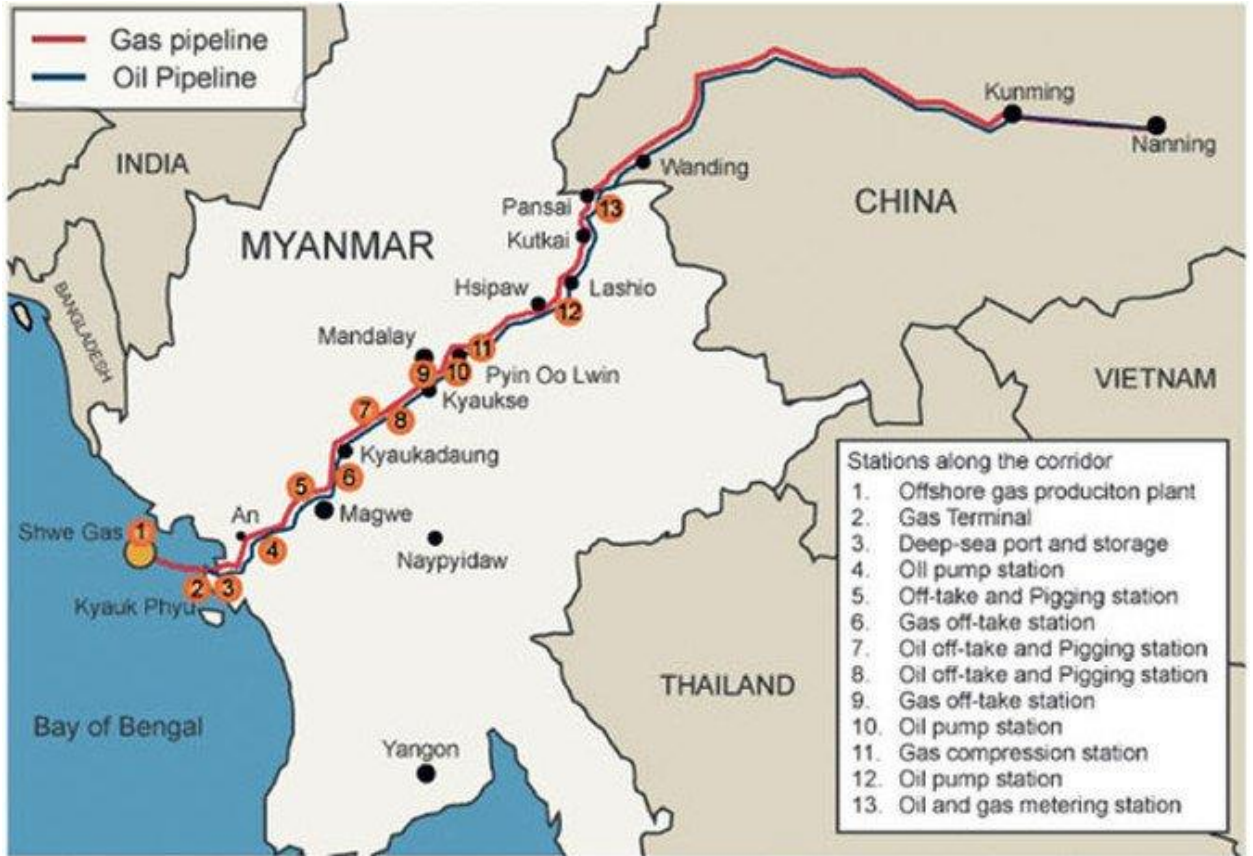 Gas pipeline
Oil Pipeline
INDIA
BANGLADESH
MYANMAR
CHINA
VIETNAM
THAILAND
Kunming
Nanning
Wanding
Pansai
13
Kutkai
Hsipaw
Lashio
12
Mandalay
11
9
10
Pyin Oo Lwin
Kyaukse
7
8
Kyaukadaung
5
6
Magwe
An
4
Naypyidaw
Shwe Gas
1
2
3
Kyauk Phyu
Bay of Bengal
Yangon
Stations along the corridor
1. Offshore gas produciton plant
2. Gas Terminal
3. Deep-sea port and storage
4. OIl pump station
5. Off-take and Pigging station
6. Gas off-take station
7. Oil off-take and Pigging station
8. Oil off-take and Pigging station
9. Gas off-take station
10. Oil pump station
11. Gas compression station
12. Oil pump station
13. Oil and gas metering station